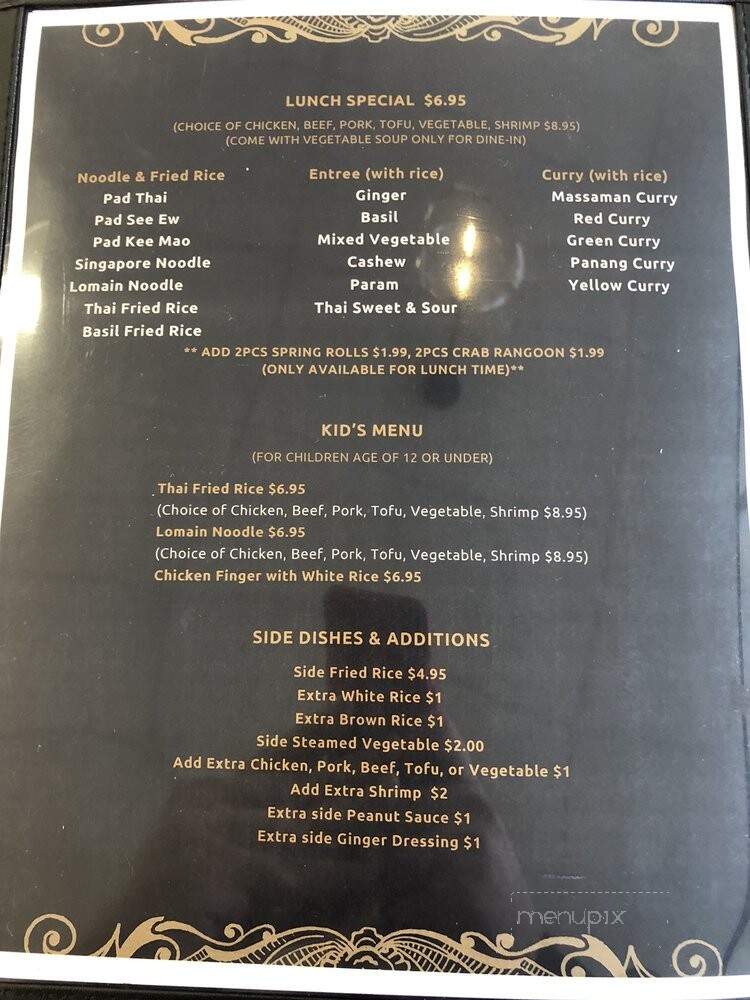 LUNCH SPECIAL $6.95
(CHOICE OF CHICKEN, BEEF, PORK, TOFU, VEGETABLE, SHRIMP $8.95)
(COME WITH VEGETABLE SOUP ONLY FOR DINE-IN)
Noodle & Fried Rice
Pad Thai
Pad See Ew
Pad Kee Mao
Singapore Noodle
Lomain Noodle
Thai Fried Rice
Basil Fried Rice
Entree (with rice)
Ginger
Basil
Mixed Vegetable
Cashew
Param
Thai Sweet & Sour
Curry (with rice)
Massaman Curry
Red Curry
Green Curry
Panang Curry
Yellow Curry
** ADD 2PCS SPRING ROLLS $1.99, 2PCS CRAB RANGOON $1.99
(ONLY AVAILABLE FOR LUNCH TIME)**
KID'S MENU
(FOR CHILDREN AGE OF 12 OR UNDER)
Thai Fried Rice $6.95
(Choice of Chicken, Beef, Pork, Tofu, Vegetable, Shrimp $8.95)
Lomain Noodle $6.95
(Choice of Chicken, Beef, Pork, Tofu, Vegetable, Shrimp $8.95)
Chicken Finger with White Rice $6.95
SIDE DISHES & ADDITIONS
Side Fried Rice $4.95
Extra White Rice $1
Extra Brown Rice $1
Side Steamed Vegetable $2.00
Add Extra Chicken, Pork, Beef, Tofu, or Vegetable $1
Add Extra Shrimp $2
Extra side Peanut Sauce $1
Extra side Ginger Dressing $1
menupix